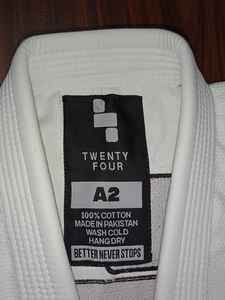 TWENTY
FOUR
A2
100% COTTON
MADE IN PAKISTAN
WASH COLD
HANG DRY
BETTER NEVER STOPS